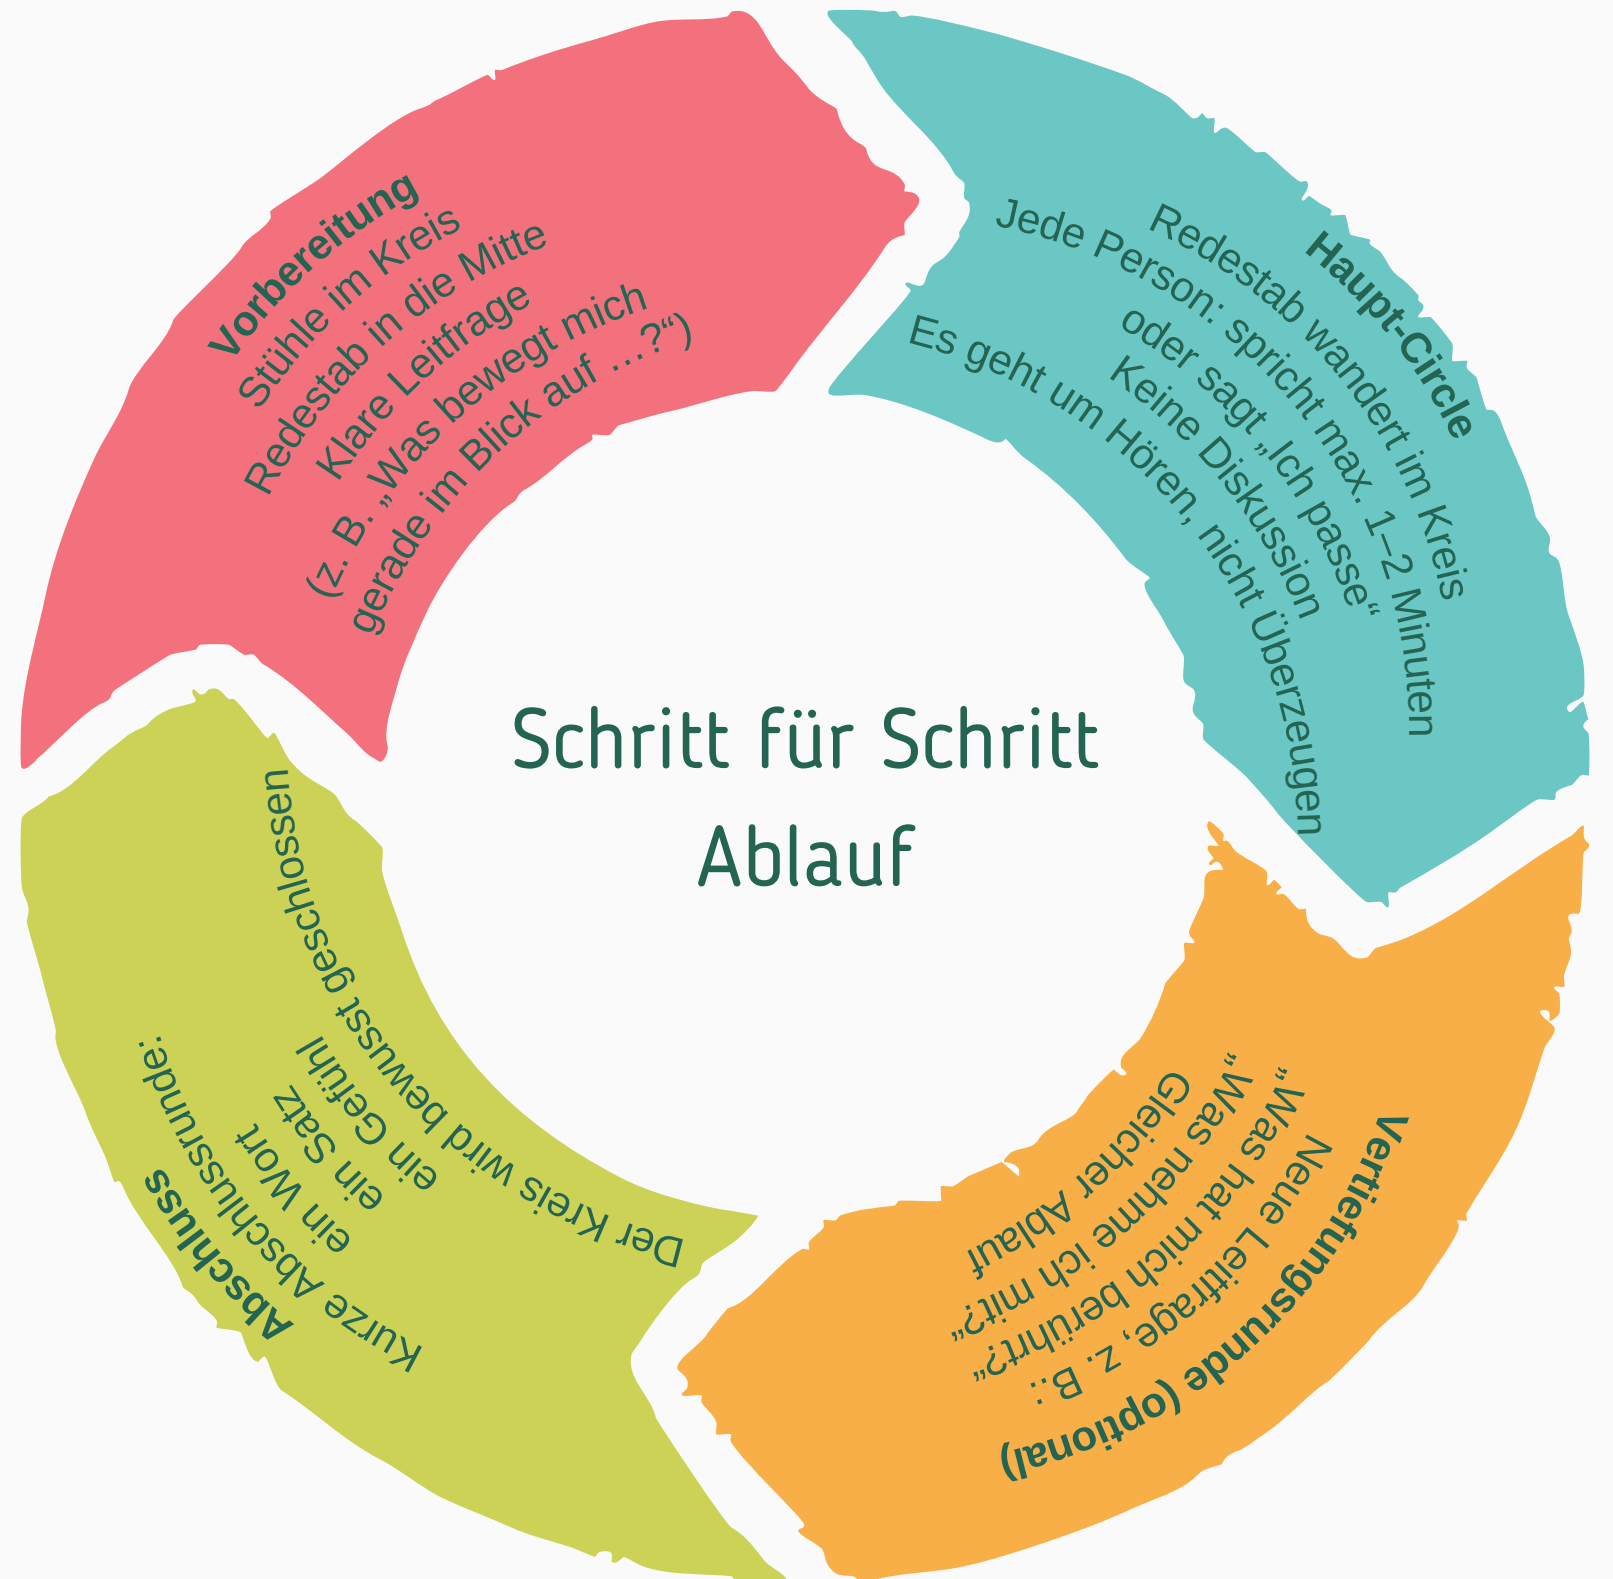 Schritt für Schritt
Ablauf
Vorbereitung
Stühle im Kreis
Redestab in die Mitte
Klare Leitfrage
(z. B. „Was bewegt mich
gerade im Blick auf …?“)
Haupt-Circle
Redestab wandert im Kreis
Jede Person: spricht max. 1–2 Minuten
oder sagt „Ich passe“
Keine Diskussion
Es geht um Hören, nicht Überzeugen
Vertiefungsrunde (optional)
Neue Leitfrage, z. B.:
“Was hat mich berührt?“
“Was nehme ich mit?“
Gleicher Ablauf
Abschluss
Kurze Abschlussrunde:
ein Wort
ein Satz
ein Gefühl
Der Kreis wird bewusst geschlossen